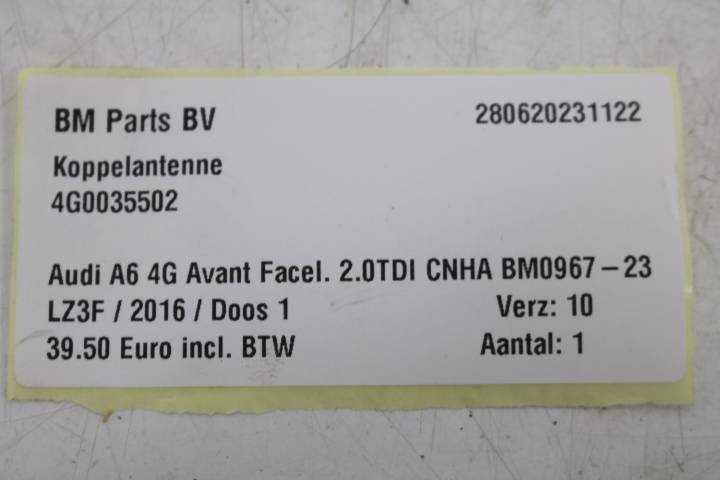 BM Parts BV 280620231122
Koppelantenne
4G0035502
Audi A6 4G Avant Facel. 2.0TDI CNHA BM0967-23
LZ3F / 2016 / Doos 1 Verz: 10
39.50 Euro incl. BTW Aantal: 1